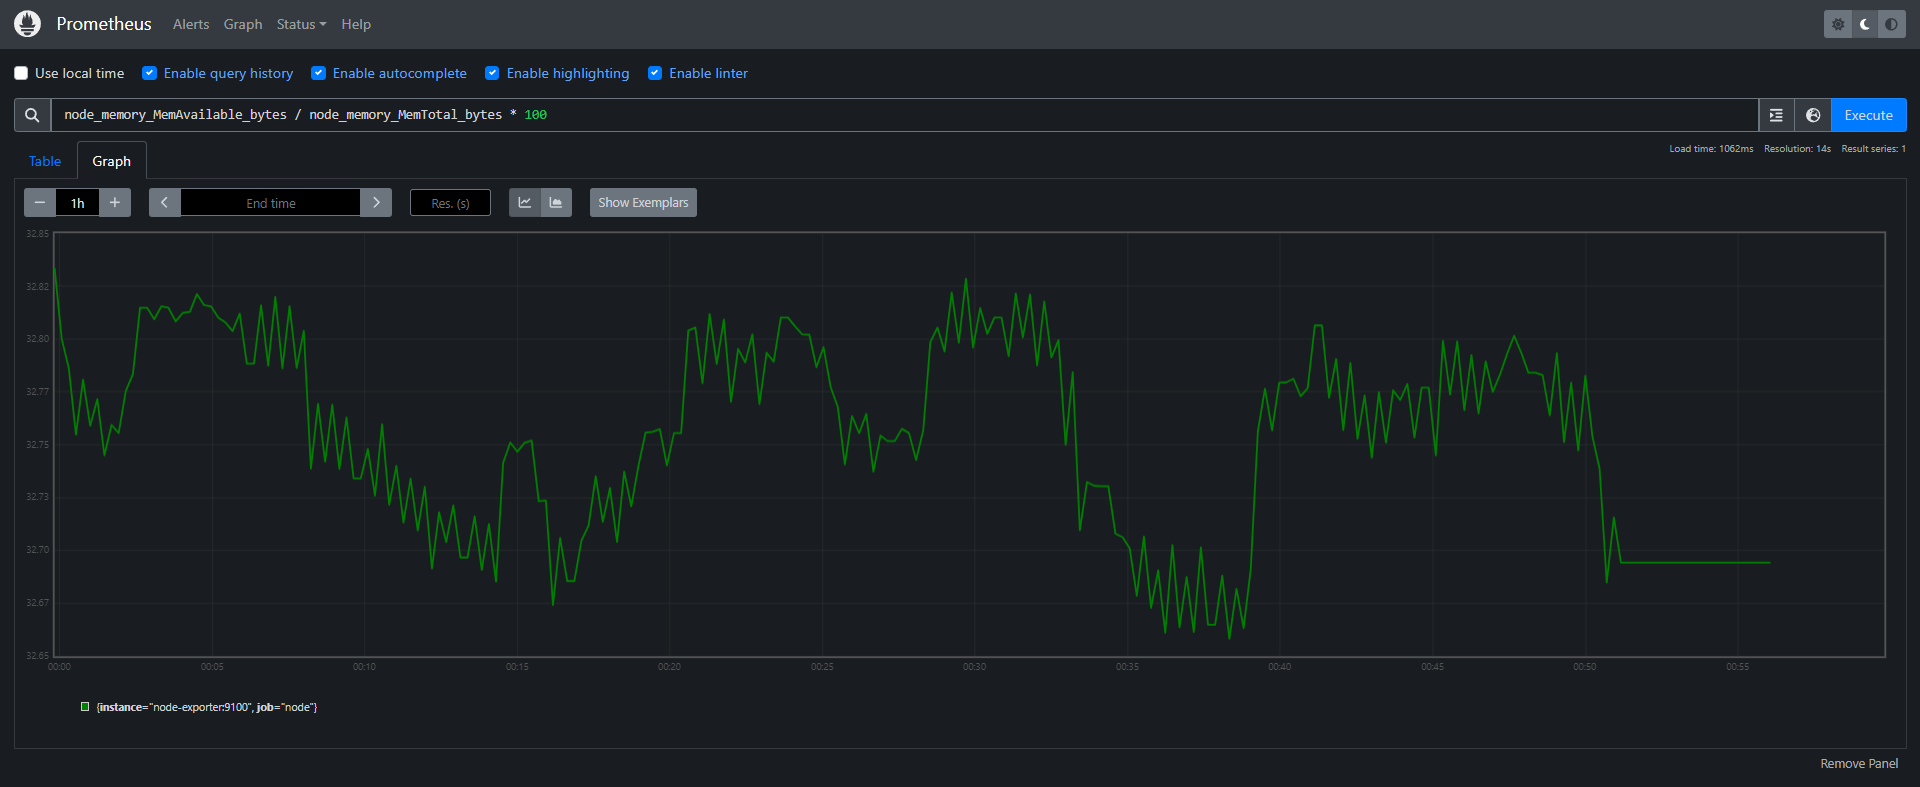 Prometheus Alerts Graph Status Help
Use local time Enable query history Enable autocomplete Enable highlighting Enable linter
node_memory_MemAvailable_bytes / node_memory_MemTotal_bytes * 100 Execute
Load time: 1062ms Resolution: 14s Result series: 1
Table Graph
1h End time Res. (s) Show Exemplars
32.85
32.82
32.80
32.77
32.75
32.73
32.70
32.67
32.65
00:00 00:05 00:10 00:15 00:20 00:25 00:30 00:35 00:40 00:45 00:50 00:55
{instance="node-exporter:9100", job="node"}
Remove Panel